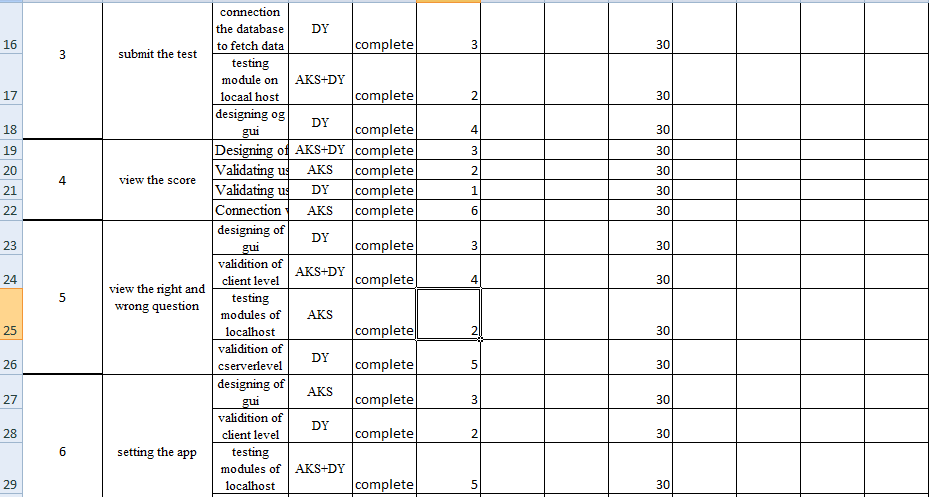 16
3
submit the test
connection
the database
to fetch data
DY
complete
3
30
17
testing
module on
locaal host
AKS+DY
complete
2
30
18
designing og
gui
DY
complete
4
30
19
4
view the score
Designing of
AKS+DY
complete
3
30
20
Validating us
AKS
complete
2
30
21
Validating us
DY
complete
1
30
22
Connection
AKS
complete
6
30
23
5
view the right and
wrong question
designing of
gui
DY
complete
3
30
24
validition of
client level
AKS+DY
complete
4
30
25
testing
modules of
localhost
AKS
complete
2
30
26
validition of
cserverlevel
DY
complete
5
30
27
6
setting the app
designing of
gui
AKS
complete
3
30
28
validition of
client level
DY
complete
2
30
29
testing
modules of
localhost
AKS+DY
complete
5
30